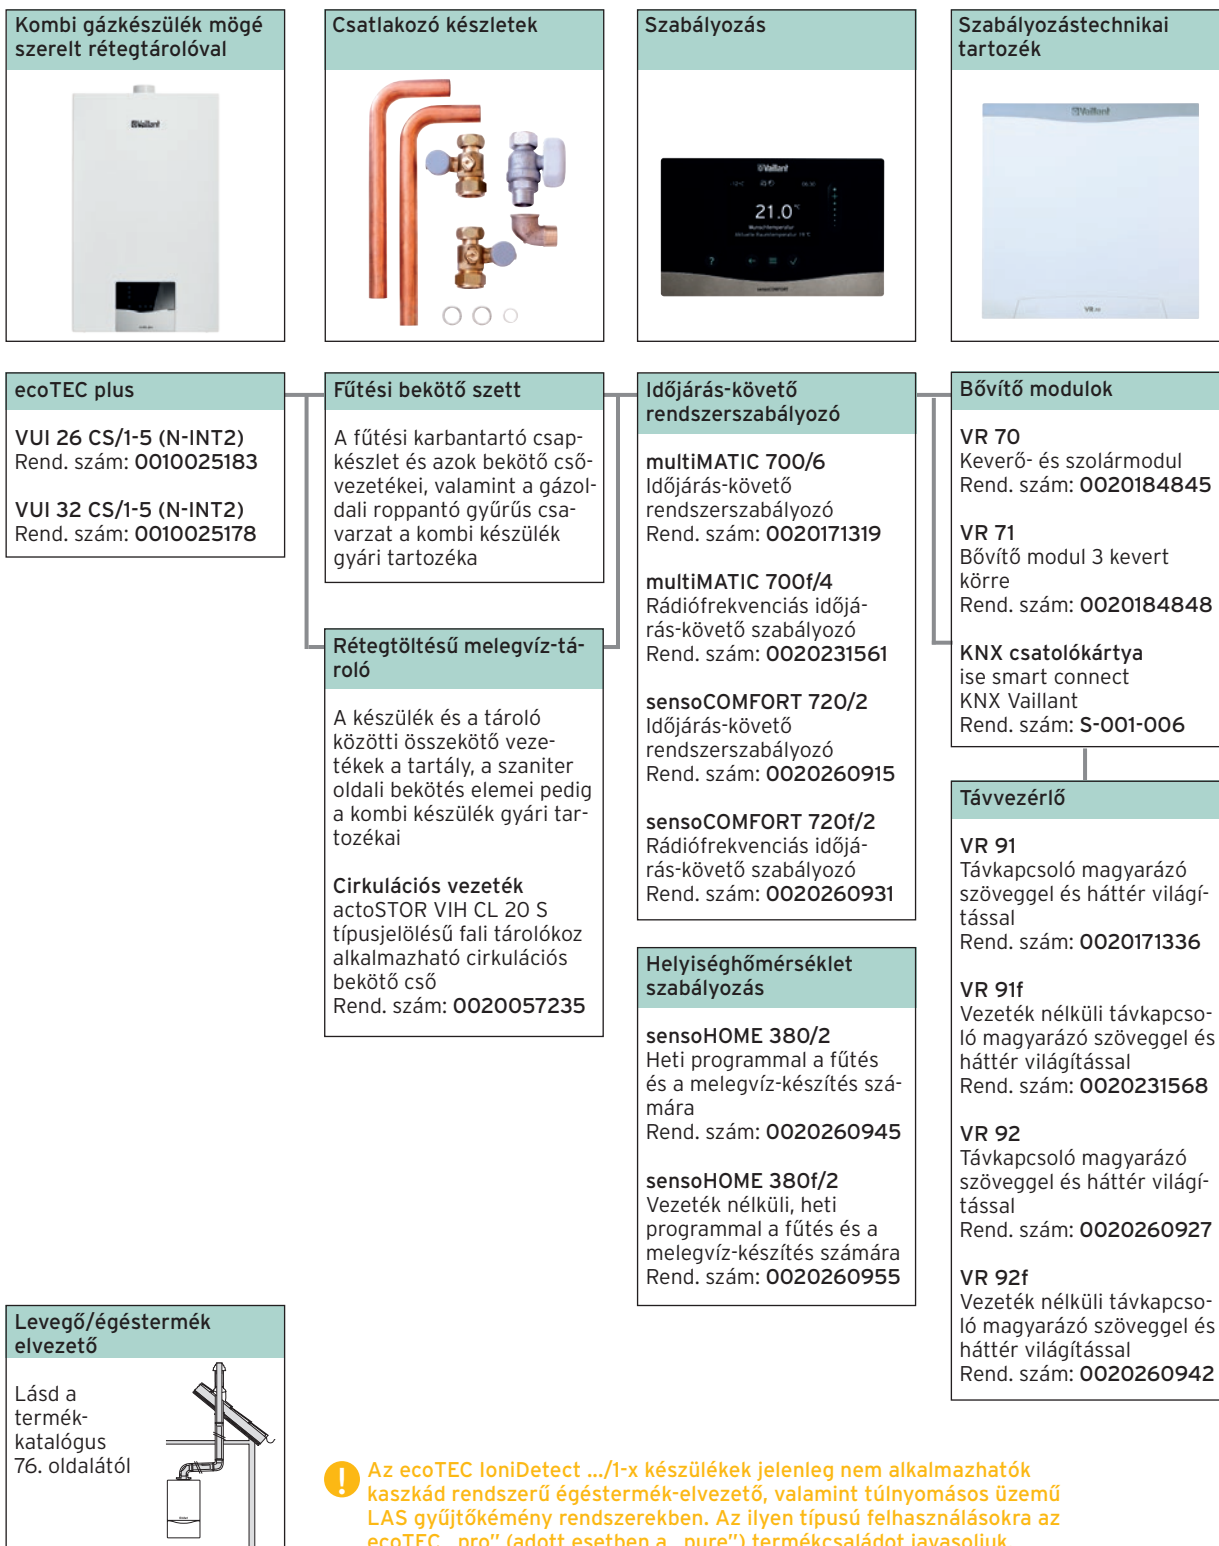 Kombi gázkészülék mögé
szerelt rétegtárolóval
Vaillant
Csatlakozó készletek
Szabályozás
Vaillant
21.0
Wunschtemperatur
sensoCOMFORT
Szabályozástechnikai
tartozék
Vaillant
ecoTEC plus
VUI 26 CS/1-5 (N-INT2)
Rend. szám: 0010025183
VUI 32 CS/1-5 (N-INT2)
Rend. szám: 0010025178
Fűtési bekötő szett
A fűtési karbantartó csap-
készlet és azok bekötő cső-
vezetékei, valamint a gázol-
dali roppantó gyűrűs csa-
varzat a kombi készülék
gyári tartozéka
Rétegtöltésű melegvíz-tá-
roló
A készülék és a tároló
közötti összekötő veze-
tékek a tartály, a szaniter
oldali bekötés elemei pedig
a kombi készülék gyári tar-
tozékai
Cirkulációs vezeték
actoSTOR VIH CL 20 S
típusjelölésű fali tárolókoz
alkalmazható cirkulációs
bekötő cső
Rend. szám: 0020057235
Időjárás-követő
rendszerszabályozó
multiMATIC 700/6
Időjárás-követő
rendszerszabályozó
Rend. szám: 0020171319
multiMATIC 700f/4
Rádiófrekvenciás időjá-
rás-követő szabályozó
Rend. szám: 0020231561
sensoCOMFORT 720/2
Időjárás-követő
rendszerszabályozó
Rend. szám: 0020260915
sensoCOMFORT 720f/2
Rádiófrekvenciás időjá-
rás-követő szabályozó
Rend. szám: 0020260931
Helyiséghőmérséklet
szabályozás
sensoHOME 380/2
Heti programmal a fűtés
és a melegvíz-készítés szá-
mára
Rend. szám: 0020260945
sensoHOME 380f/2
Vezeték nélküli, heti
programmal a fűtés és a
melegvíz-készítés számára
Rend. szám: 0020260955
Bővítő modulok
VR 70
Keverő- és szolármodul
Rend. szám: 0020184845
VR 71
Bővítő modul 3 kevert
körre
Rend. szám: 0020184848
KNX csatolókártya
ise smart connect
KNX Vaillant
Rend. szám: S-001-006
Távvezérlő
VR 91
Távkapcsoló magyarázó
szöveggel és háttér világí-
tással
Rend. szám: 0020171336
VR 91f
Vezeték nélküli távkapcso-
ló magyarázó szöveggel és
háttér világítással
Rend. szám: 0020231568
VR 92
Távkapcsoló magyarázó
szöveggel és háttér világí-
tással
Rend. szám: 0020260927
VR 92f
Vezeték nélküli távkapcso-
ló magyarázó szöveggel és
háttér világítással
Rend. szám: 0020260942
Levegő/égéstermék
elvezető
Lásd a
termék-
katalógus
76. oldalától
Az ecoTEC IoniDetect .../1-x készülékek jelenleg nem alkalmazhatók
kaszkád rendszerű égéstermék-elvezető, valamint túlnyomásos üzemű
LAS gyűjtőkémény rendszerekben. Az ilyen típusú felhasználásokra az
ecoTEC „pro” (adott esetben a „pure”) termékcsaládot javasoljuk